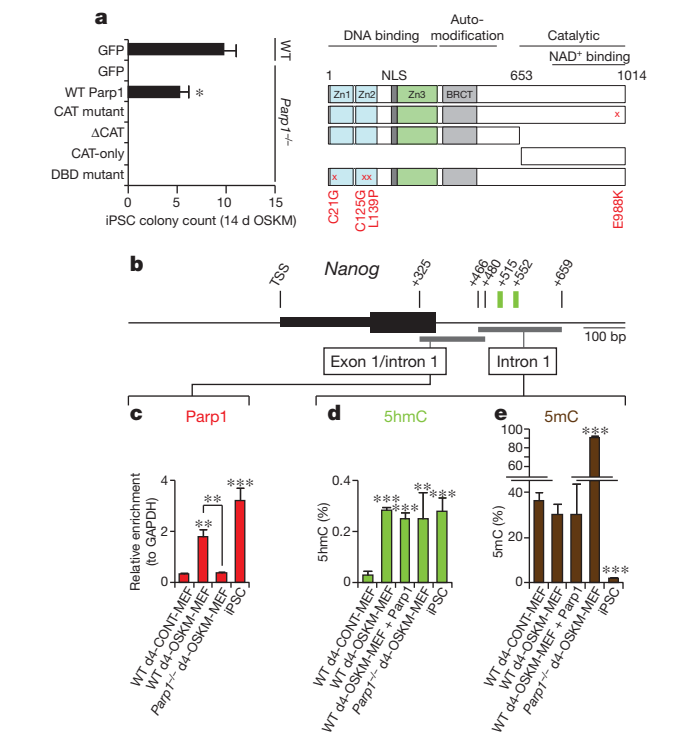 a
GFP
GFP
WT Parp1
CAT mutant
ΔCAT
CAT-only
DBD mutant
WT
Parp1⁻/⁻
*
0 5 10 15
iPSC colony count (14 d OSKM)
DNA binding
Auto-
modification
Catalytic
NAD⁺ binding
1 NLS 653 1014
Zn1 Zn2 Zn3 BRCT
x
x xx
C21G
C125G
L139P
E988K
b
Nanog
TSS
+325
+466
+480
+515
+552
+659
100 bp
Exon 1/intron 1
Intron 1
c
Parp1
Relative enrichment
(to GAPDH)
4
2
0
**
**
***
WT d4-CONT-MEF
WT d4-OSKM-MEF
Parp1⁻/⁻ d4-OSKM-MEF
iPSC
d
5hmC
5hmC (%)
0.4
0.2
0
***
***
**
***
WT d4-CONT-MEF
WT d4-OSKM-MEF
WT d4-OSKM-MEF + Parp1
Parp1⁻/⁻ d4-OSKM-MEF
iPSC
e
5mC
5mC (%)
100
80
60
40
20
0
***
***
WT d4-CONT-MEF
WT d4-OSKM-MEF
WT d4-OSKM-MEF + Parp1
Parp1⁻/⁻ d4-OSKM-MEF
iPSC